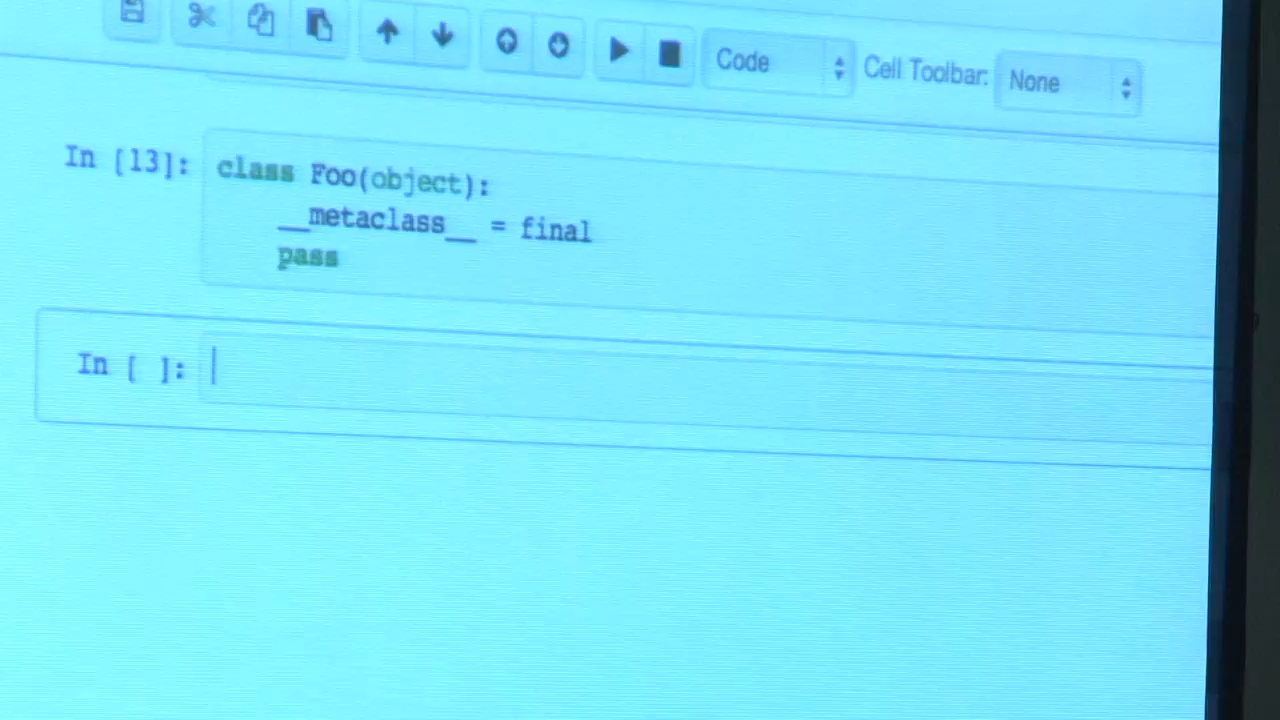 Code
Cell Toolbar:
None
In [13]:
class Foo(object):
    __metaclass__ = final
    pass
In [ ]: